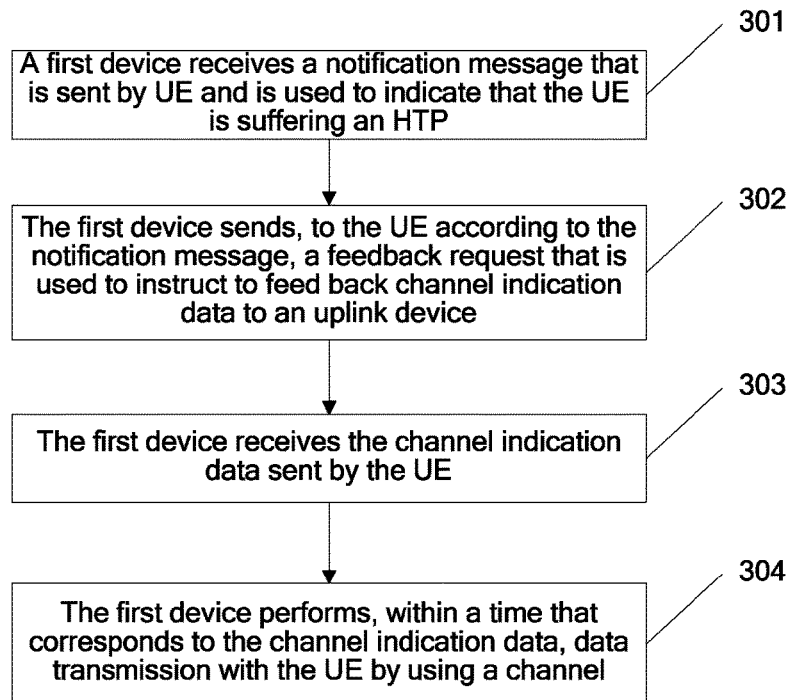 301
A first device receives a notification message that
is sent by UE and is used to indicate that the UE
is suffering an HTP
302
The first device sends, to the UE according to the
notification message, a feedback request that is
used to instruct to feed back channel indication
data to an uplink device
303
The first device receives the channel indication
data sent by the UE
304
The first device performs, within a time that
corresponds to the channel indication data, data
transmission with the UE by using a channel